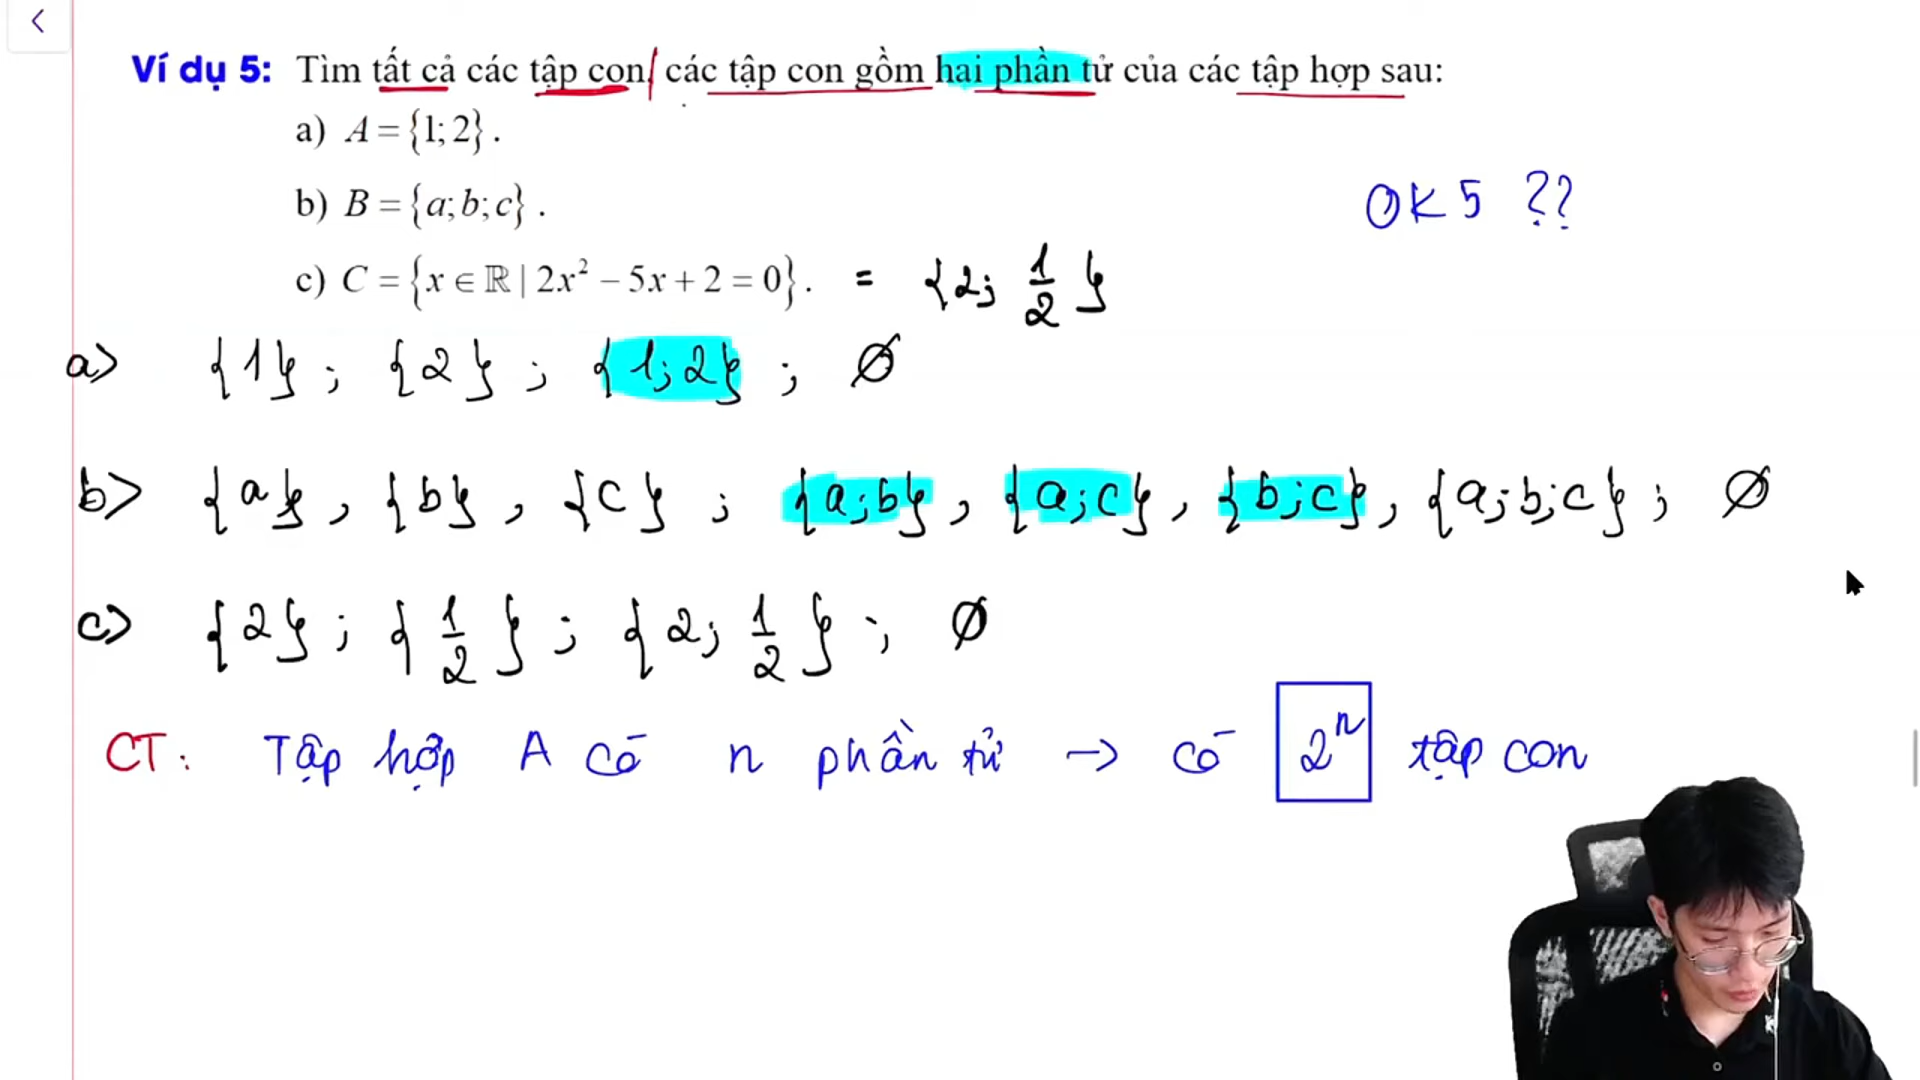 Ví dụ 5: Tìm tất cả các tập con, các tập con gồm hai phần tử của các tập hợp sau:
a) A = {1; 2} .
b) B = {a; b; c} .
OK 5 ??
c) C = {x ∈ ℝ | 2x² − 5x + 2 = 0} . = {2; 1/2}
a> {1} ; {2} ; {1; 2} ; ∅
b> {a} , {b} , {c} ; {a;b} , {a;c} , {b;c} , {a;b;c} ; ∅
c> {2} ; {1/2} ; {2; 1/2} ; ∅
CT: Tập hợp A có n phần tử → có 2ⁿ tập con